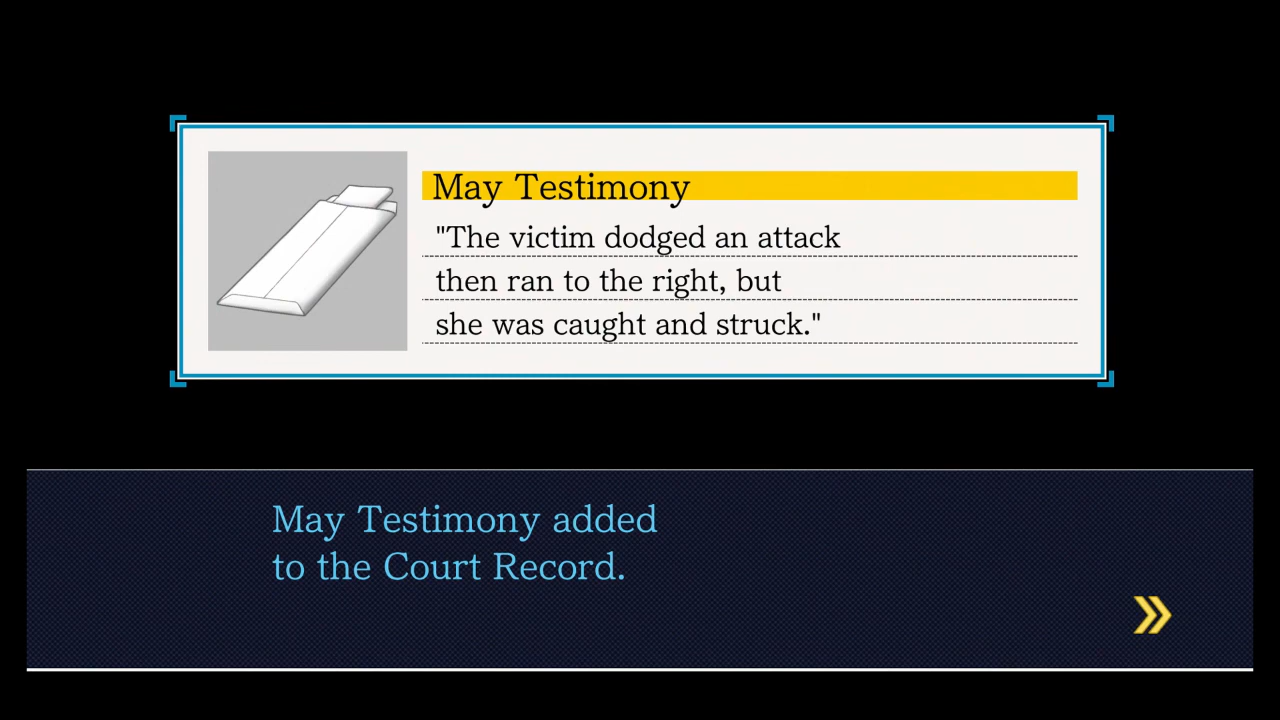 May Testimony
"The victim dodged an attack
then ran to the right, but
she was caught and struck."
May Testimony added
to the Court Record.